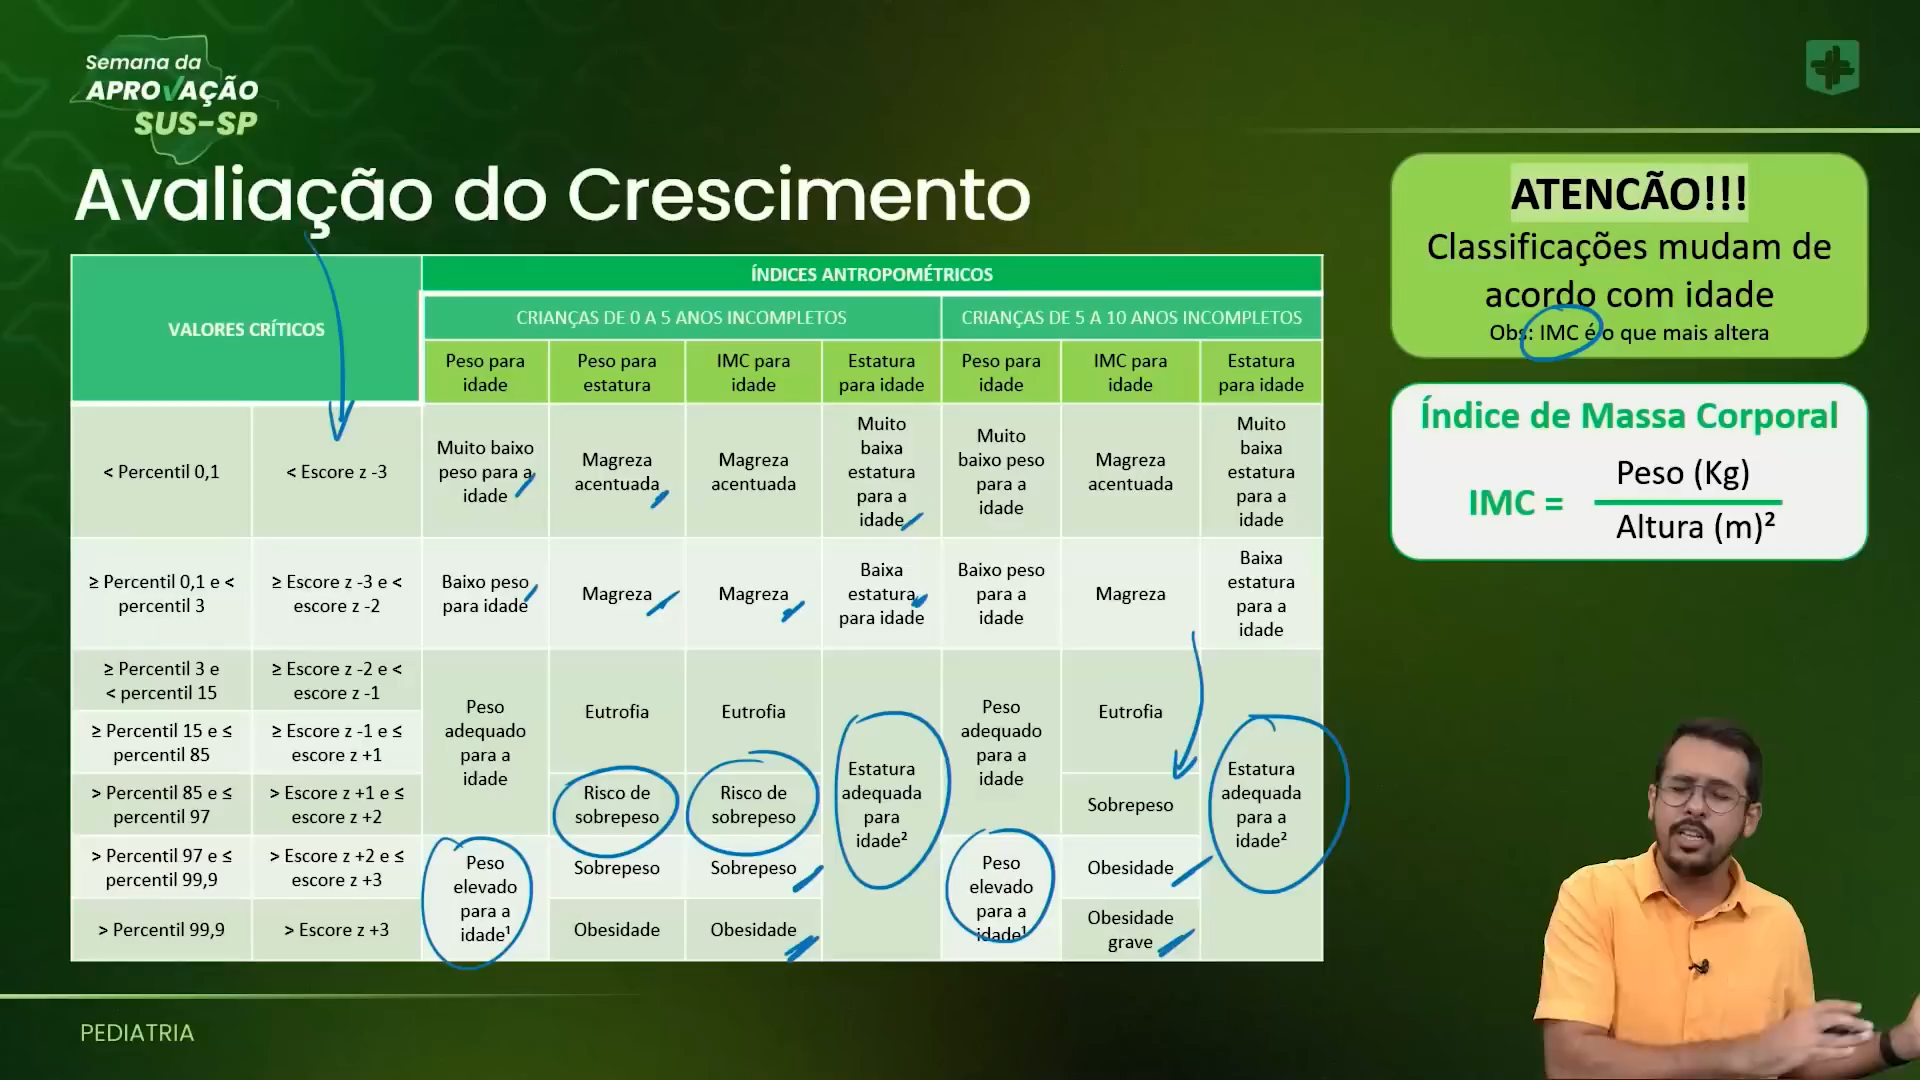 Semana da
APROVAÇÃO
SUS-SP
Avaliação do Crescimento
ATENCÃO!!!
Classificações mudam de
acordo com idade
Obs: IMC é o que mais altera
Índice de Massa Corporal
IMC =
Peso (Kg)
Altura (m)²
VALORES CRÍTICOS
ÍNDICES ANTROPOMÉTRICOS
CRIANÇAS DE 0 A 5 ANOS INCOMPLETOS
CRIANÇAS DE 5 A 10 ANOS INCOMPLETOS
Peso para
idade
Peso para
estatura
IMC para
idade
Estatura
para idade
Peso para
idade
IMC para
idade
Estatura
para idade
< Percentil 0,1
< Escore z -3
Muito baixo
peso para a
idade
Magreza
acentuada
Magreza
acentuada
Muito
baixa
estatura
para a
idade
Muito
baixo peso
para a
idade
Magreza
acentuada
Muito
baixa
estatura
para a
idade
≥ Percentil 0,1 e <
percentil 3
≥ Escore z -3 e <
escore z -2
Baixo peso
para idade
Magreza
Magreza
Baixa
estatura
para idade
Baixo peso
para a
idade
Magreza
Baixa
estatura
para a
idade
≥ Percentil 3 e
< percentil 15
≥ Escore z -2 e <
escore z -1
Peso
adequado
para a
idade
Eutrofia
Eutrofia
Estatura
adequada
para
idade²
Peso
adequado
para a
idade
Eutrofia
Estatura
adequada
para a
idade²
≥ Percentil 15 e ≤
percentil 85
≥ Escore z -1 e ≤
escore z +1
> Percentil 85 e ≤
percentil 97
> Escore z +1 e ≤
escore z +2
Risco de
sobrepeso
Risco de
sobrepeso
Sobrepeso
> Percentil 97 e ≤
percentil 99,9
> Escore z +2 e ≤
escore z +3
Peso
elevado
para a
idade¹
Sobrepeso
Sobrepeso
Peso
elevado
para a
idade¹
Obesidade
> Percentil 99,9
> Escore z +3
Obesidade
Obesidade
Obesidade
grave
PEDIATRIA